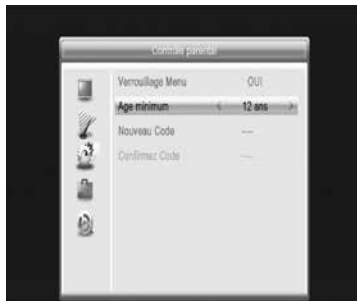 Contrôle parental
Verrouillage Menu OUI
Age minimum < 12 ans >
Nouveau Code ----
Confirmez Code ----